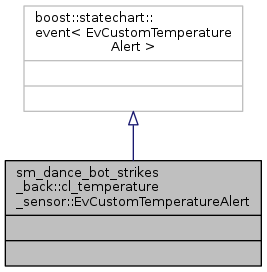 boost::statechart::
event< EvCustomTemperature
Alert >
sm_dance_bot_strikes
_back::cl_temperature
_sensor::EvCustomTemperatureAlert